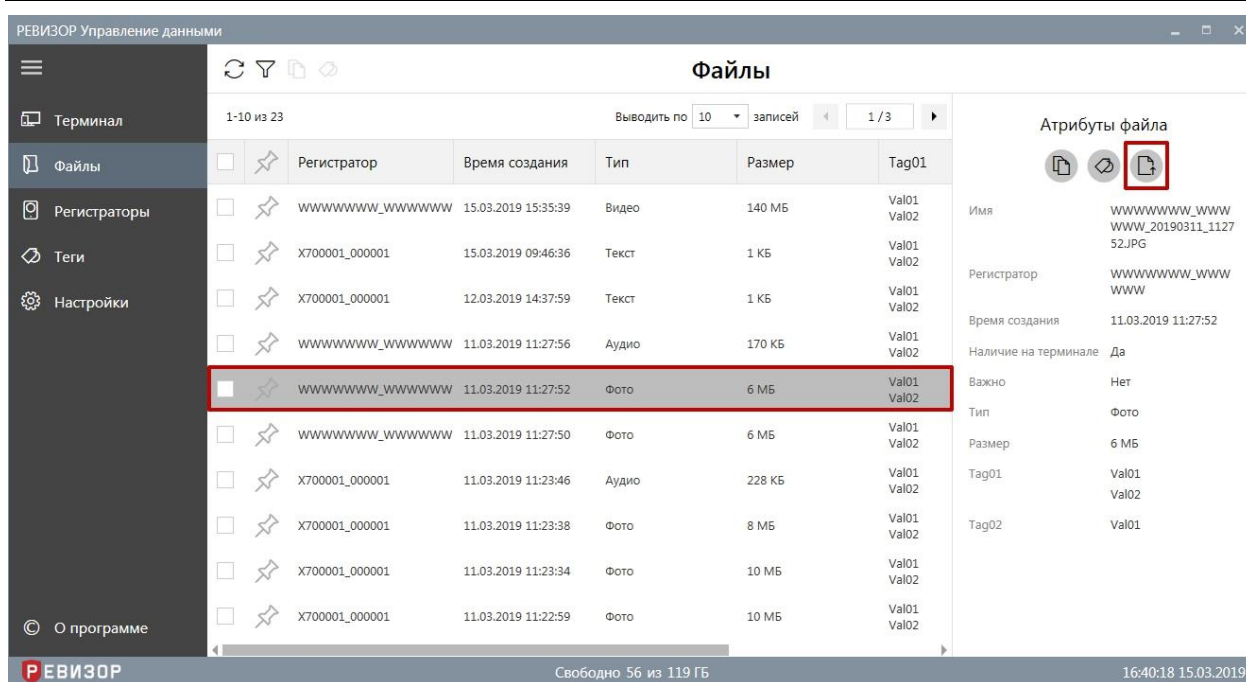 РЕВИЗОР Управление данными
Файлы
Терминал
Файлы
Регистраторы
Теги
Настройки
О программе
1-10 из 23
Выводить по 10 записей 1 / 3
Регистратор Время создания Тип Размер Tag01
WWWWWWW_WWWWWW 15.03.2019 15:35:39 Видео 140 МБ Val01
Val02
X700001_000001 15.03.2019 09:46:36 Текст 1 КБ Val01
Val02
X700001_000001 12.03.2019 14:37:59 Текст 1 КБ Val01
Val02
WWWWWWW_WWWWWW 11.03.2019 11:27:56 Аудио 170 КБ Val01
Val02
WWWWWWW_WWWWWW 11.03.2019 11:27:52 Фото 6 МБ Val01
Val02
WWWWWWW_WWWWWW 11.03.2019 11:27:50 Фото 6 МБ Val01
Val02
X700001_000001 11.03.2019 11:23:46 Аудио 228 КБ Val01
Val02
X700001_000001 11.03.2019 11:23:38 Фото 8 МБ Val01
Val02
X700001_000001 11.03.2019 11:23:34 Фото 10 МБ Val01
Val02
X700001_000001 11.03.2019 11:22:59 Фото 10 МБ Val01
Val02
Атрибуты файла
Имя WWWWWWW_WWW
WWW_20190311_1127
52.JPG
Регистратор WWWWWWW_WWW
WWW
Время создания 11.03.2019 11:27:52
Наличие на терминале Да
Важно Нет
Тип Фото
Размер 6 МБ
Tag01 Val01
Val02
Tag02 Val01
РЕВИЗОР Свободно 56 из 119 ГБ 16:40:18 15.03.2019